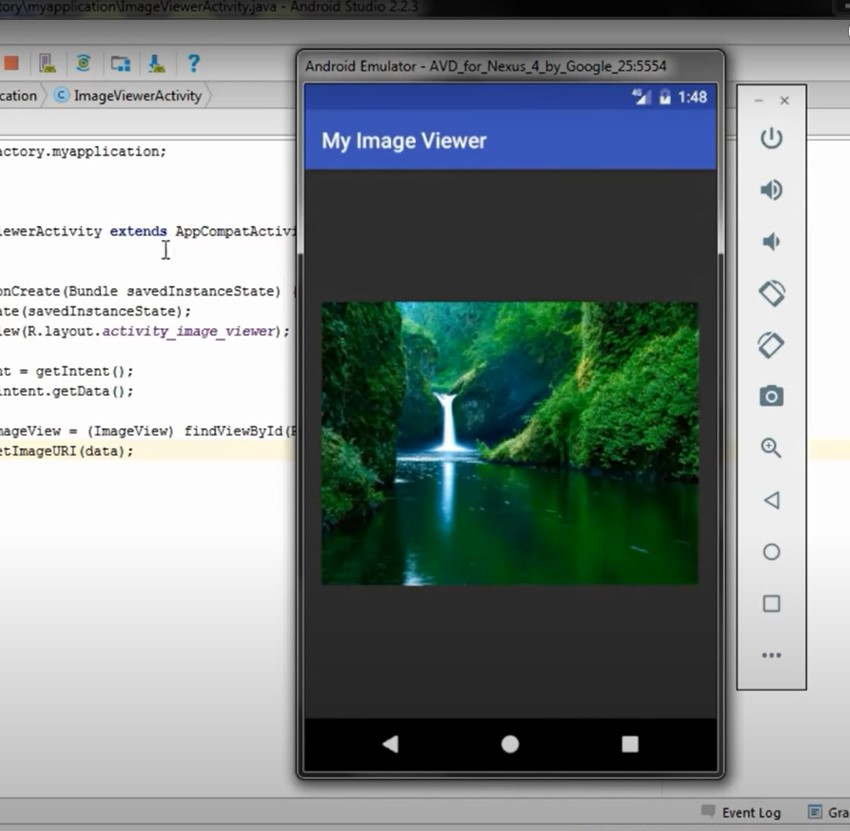 tory\myapplication\ImageViewerActivity.java - Android Studio 2.2.3
Android Emulator - AVD_for_Nexus_4_by_Google_25:5554
cation
C ImageViewerActivity
4G 1:48
My Image Viewer
actory.myapplication;
iewerActivity extends AppCompatActivi
onCreate(Bundle savedInstanceState) {
ate(savedInstanceState);
iew(R.layout.activity_image_viewer);
nt = getIntent();
intent.getData();
mageView = (ImageView) findViewById(R
etImageURI(data);
Event Log
Gra